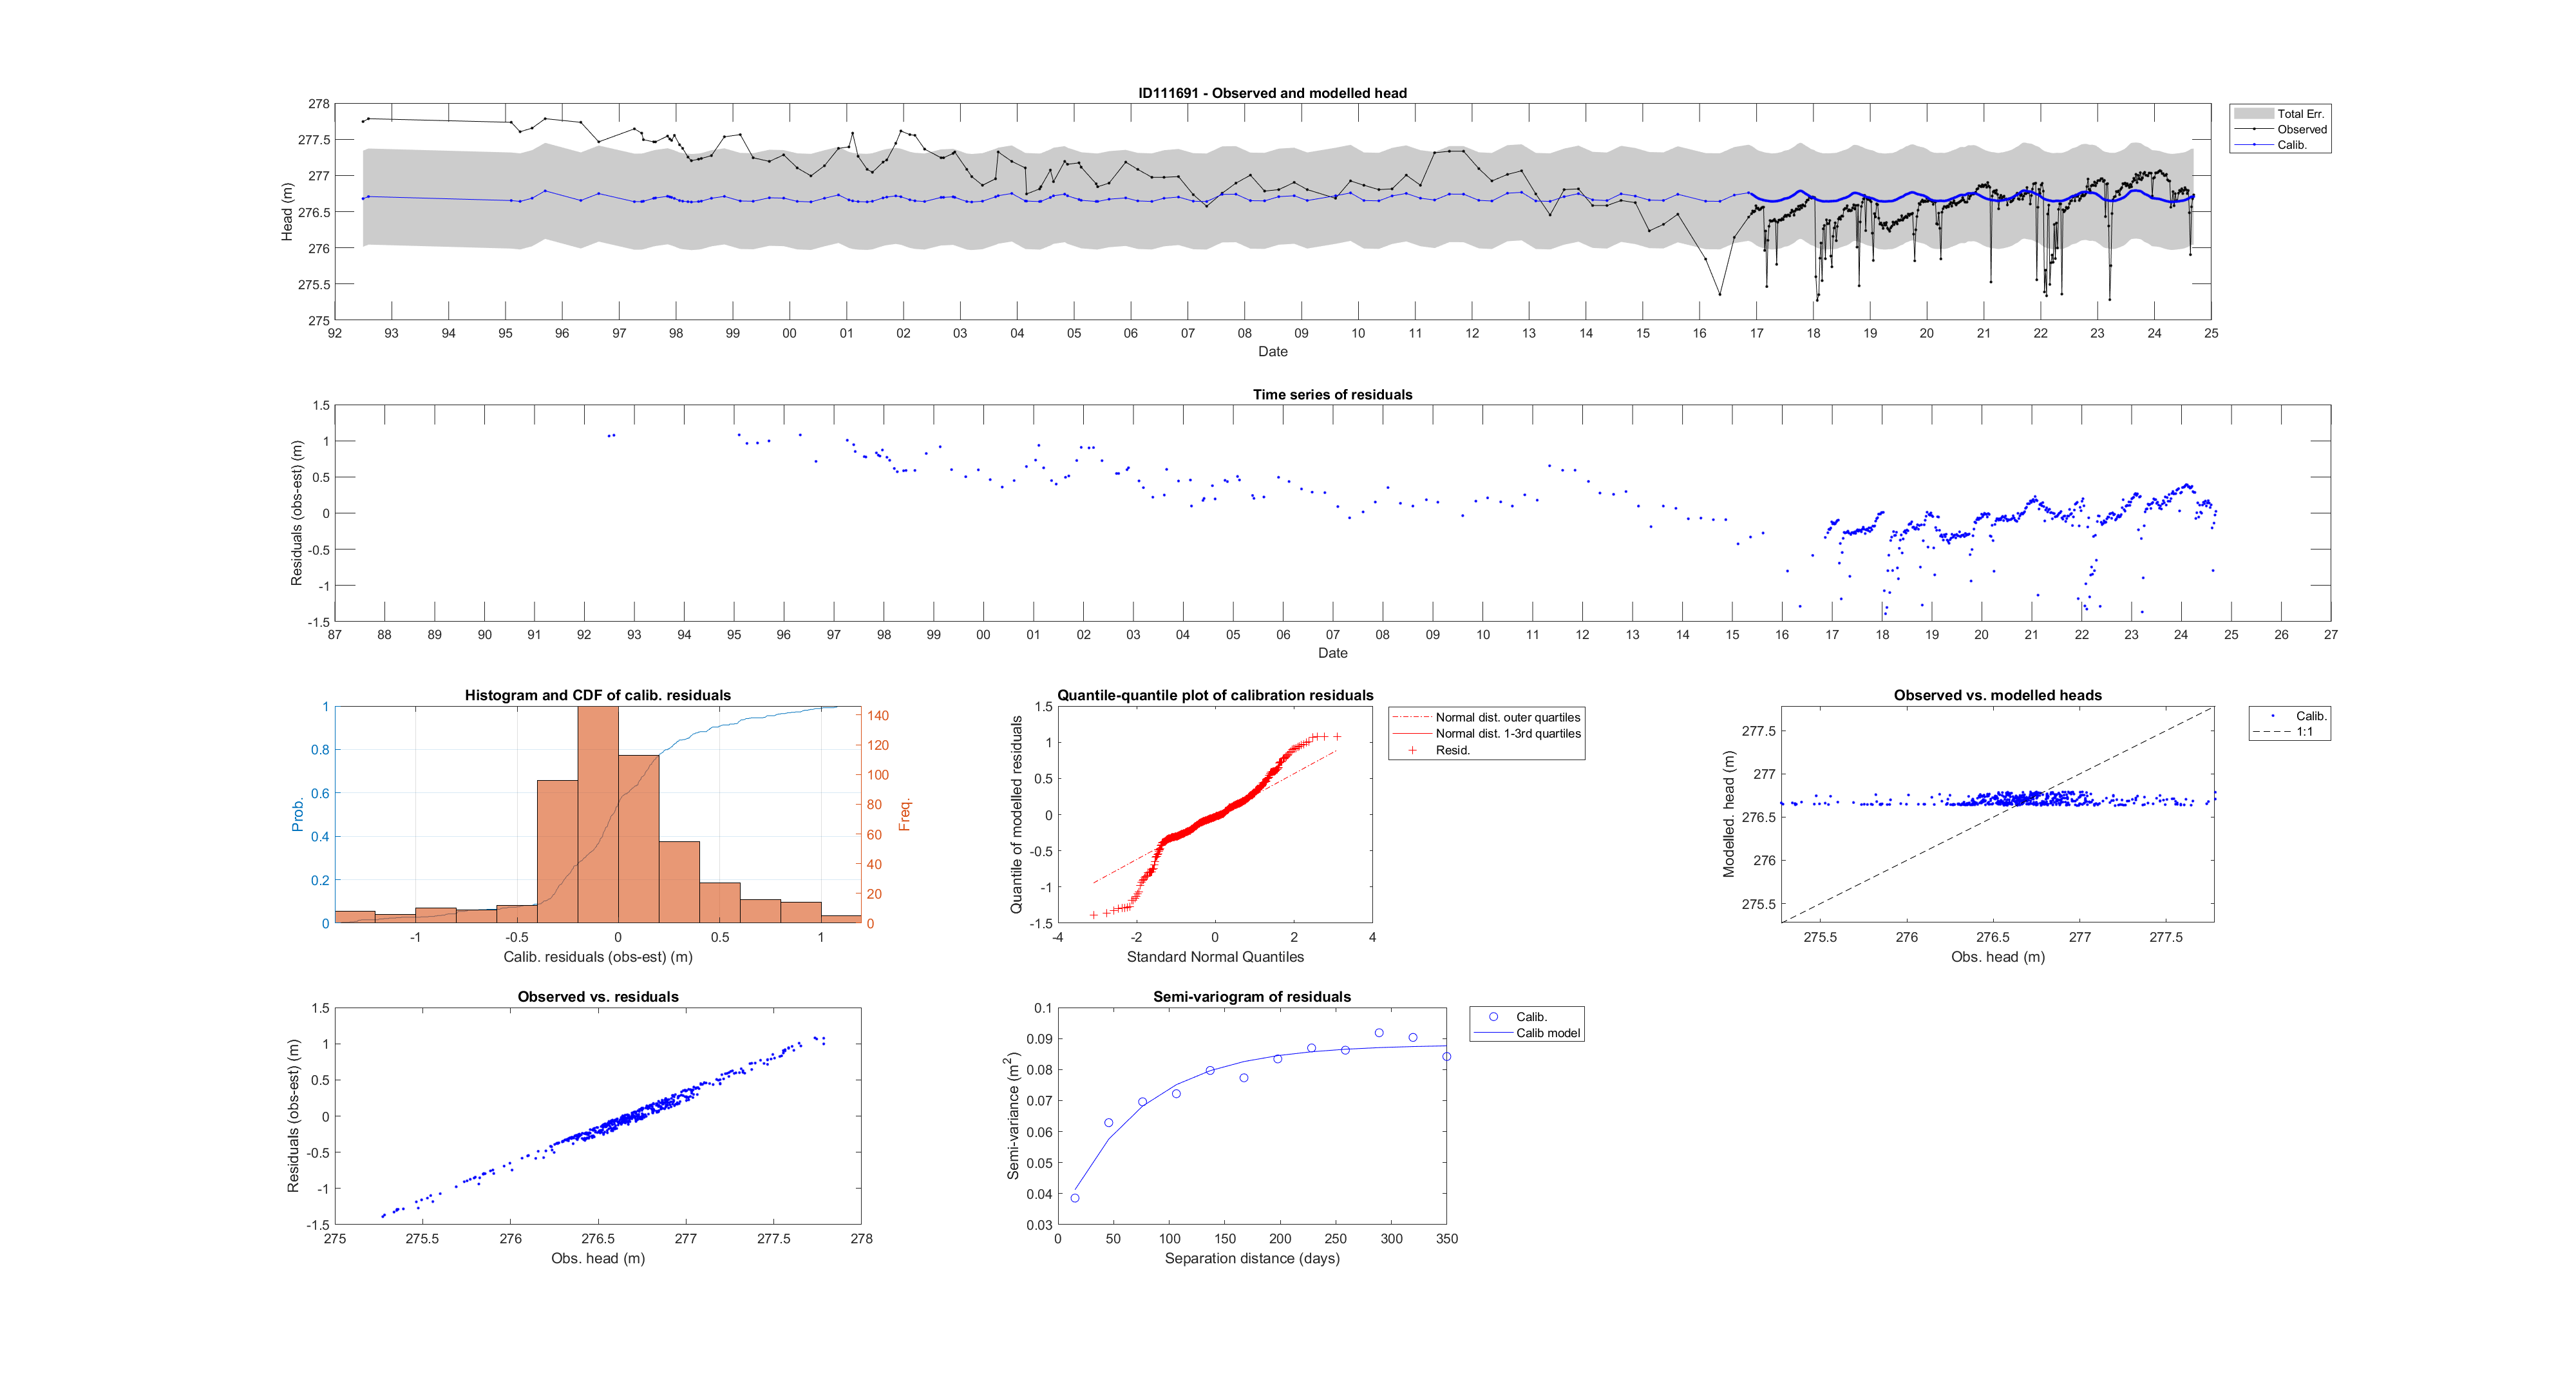 ID111691 - Observed and modelled head
Head (m)
278
277.5
277
276.5
276
275.5
275
92 93 94 95 96 97 98 99 00 01 02 03 04 05 06 07 08 09 10 11 12 13 14 15 16 17 18 19 20 21 22 23 24 25
Date
Total Err.
Observed
Calib.
Time series of residuals
Residuals (obs-est) (m)
1.5
1
0.5
0
-0.5
-1
-1.5
87 88 89 90 91 92 93 94 95 96 97 98 99 00 01 02 03 04 05 06 07 08 09 10 11 12 13 14 15 16 17 18 19 20 21 22 23 24 25 26 27
Date
Histogram and CDF of calib. residuals
Prob.
1
0.8
0.6
0.4
0.2
0
-1 -0.5 0 0.5 1
Calib. residuals (obs-est) (m)
140
120
100
80
60
40
20
0
Freq.
Quantile-quantile plot of calibration residuals
Quantile of modelled residuals
1.5
1
0.5
0
-0.5
-1
-1.5
-4 -2 0 2 4
Standard Normal Quantiles
Normal dist. outer quartiles
Normal dist. 1-3rd quartiles
Resid.
Observed vs. modelled heads
Modelled. head (m)
277.5
277
276.5
276
275.5
275.5 276 276.5 277 277.5
Obs. head (m)
Calib.
1:1
Observed vs. residuals
Residuals (obs-est) (m)
1.5
1
0.5
0
-0.5
-1
-1.5
275 275.5 276 276.5 277 277.5 278
Obs. head (m)
Semi-variogram of residuals
Semi-variance (m²)
0.1
0.09
0.08
0.07
0.06
0.05
0.04
0.03
0 50 100 150 200 250 300 350
Separation distance (days)
Calib.
Calib model